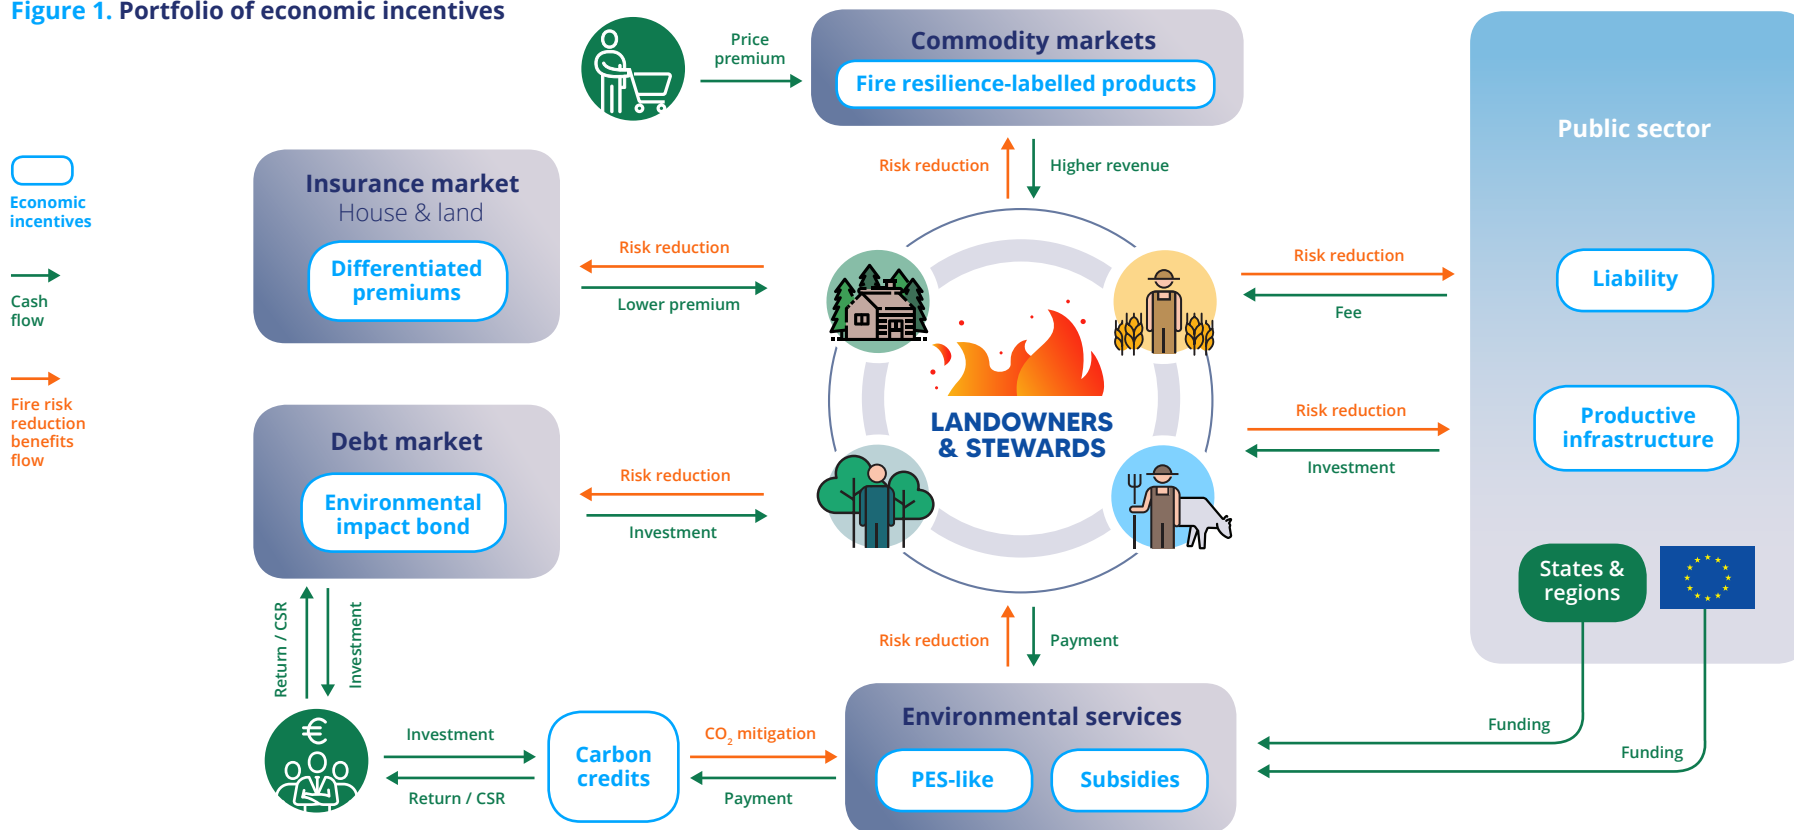 Figure 1. Portfolio of economic incentives
Price
premium
Commodity markets
Fire resilience-labelled products
Public sector
Economic
incentives
Cash
flow
Fire risk
reduction
benefits
flow
Insurance market
House & land
Differentiated
premiums
Risk reduction
Lower premium
Risk reduction
Higher revenue
Risk reduction
Fee
Liability
LANDOWNERS
& STEWARDS
Debt market
Environmental
impact bond
Risk reduction
Investment
Risk reduction
Investment
Productive
infrastructure
States &
regions
Return / CSR
Investment
Risk reduction
Payment
€
Investment
Return / CSR
Carbon
credits
CO₂ mitigation
Payment
Environmental services
PES-like
Subsidies
Funding
Funding